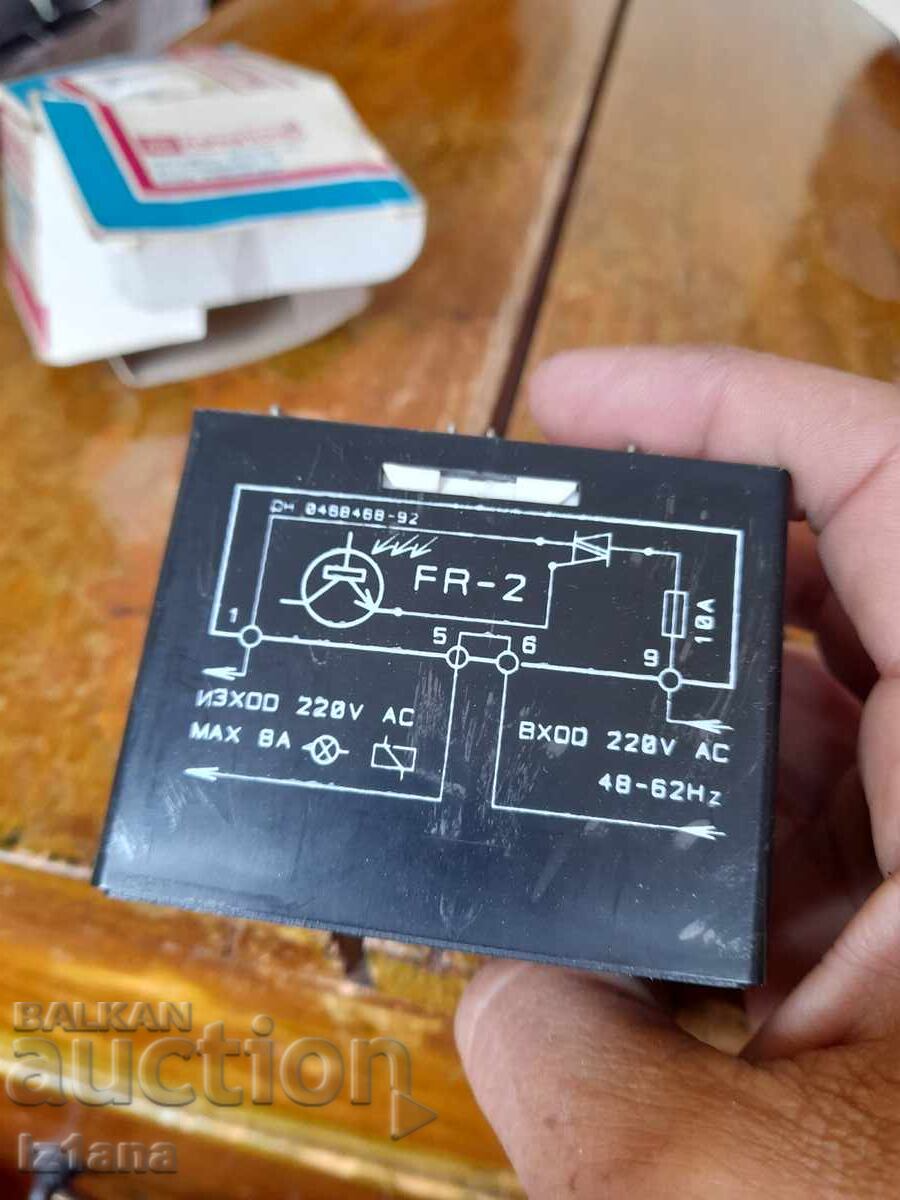 ОН 0468468-92
FR-2
10A
1
5
6
9
ИЗХОД 220V AC
MAX 8A
ВХОД 220V AC
48-62Hz
BALKAN
auction
Iz1ana